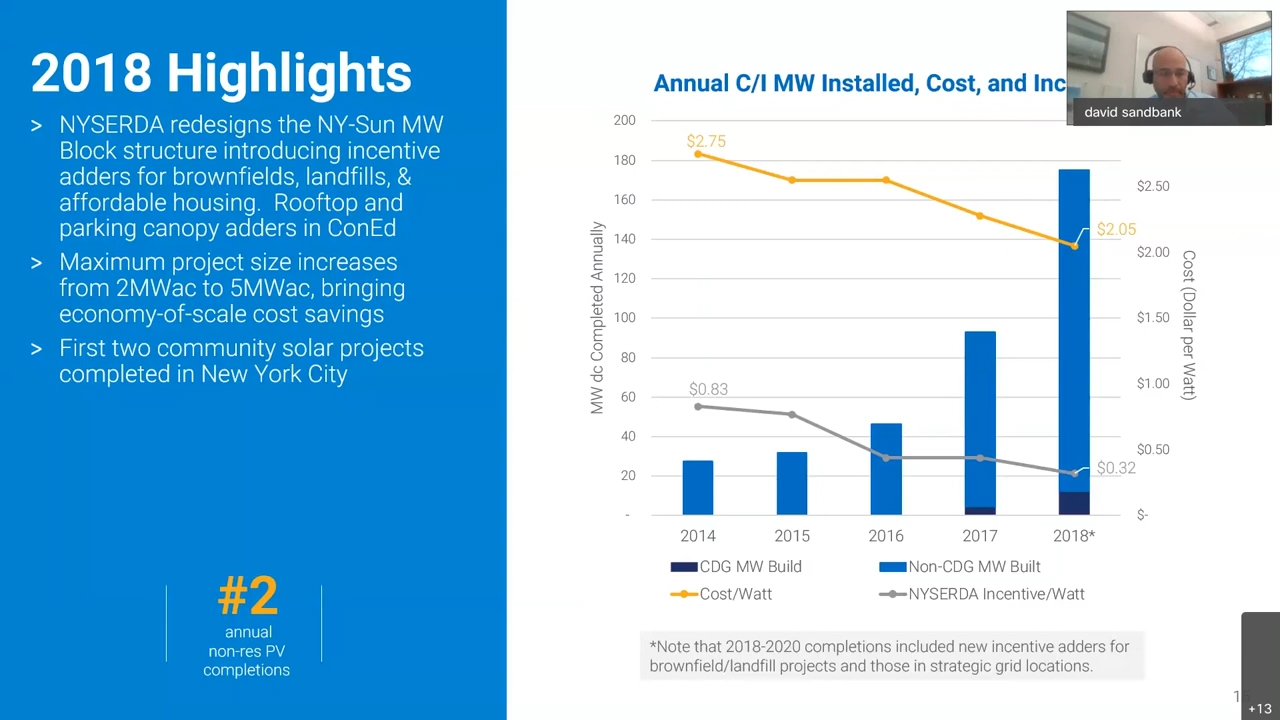 2018 Highlights
> NYSERDA redesigns the NY-Sun MW
Block structure introducing incentive
adders for brownfields, landfills, &
affordable housing. Rooftop and
parking canopy adders in ConEd
> Maximum project size increases
from 2MWac to 5MWac, bringing
economy-of-scale cost savings
> First two community solar projects
completed in New York City
#2
annual
non-res PV
completions
Annual C/I MW Installed, Cost, and
david sandbank
MW dc Completed Annually
200
180
160
140
120
100
80
60
40
20
-
$2.75
$2.05
$0.83
$0.32
$2.50
$2.00
$1.50
$1.00
$0.50
$-
Cost (Dollar per Watt)
2014 2015 2016 2017 2018*
CDG MW Build Non-CDG MW Built
Cost/Watt NYSERDA Incentive/Watt
*Note that 2018-2020 completions included new incentive adders for
brownfield/landfill projects and those in strategic grid locations.
+13